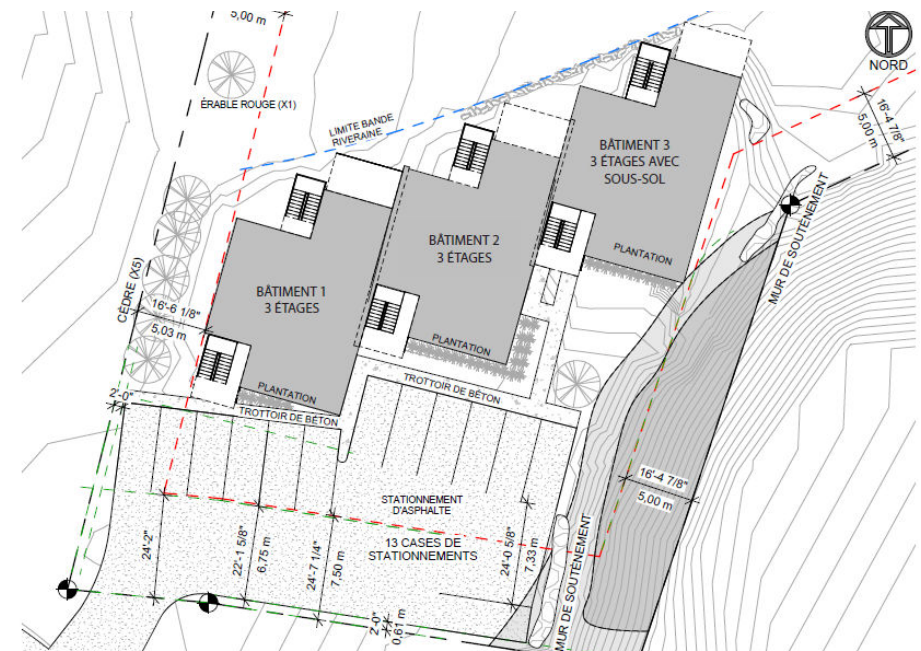 5,00 m
NORD
ÉRABLE ROUGE (X1)
LIMITE BANDE
RIVERAINE
16'-4 7/8"
5,00 m
BÂTIMENT 3
3 ÉTAGES AVEC
SOUS-SOL
MUR DE SOUTÈNEMENT
PLANTATION
BÂTIMENT 2
3 ÉTAGES
BÂTIMENT 1
3 ÉTAGES
CÈDRE (X5)
16'-6 1/8"
5,03 m
PLANTATION
PLANTATION
TROTTOIR DE BÉTON
2'-0"
TROTTOIR DE BÉTON
16'-4 7/8"
5,00 m
STATIONNEMENT
D'ASPHALTE
13 CASES DE
STATIONNEMENTS
24'-2"
22'-1 5/8"
6,75 m
24'-7 1/4"
7,50 m
24'-0 5/8"
7,33 m
MUR DE SOUTÈNEMENT
2'-0"
0,61 m